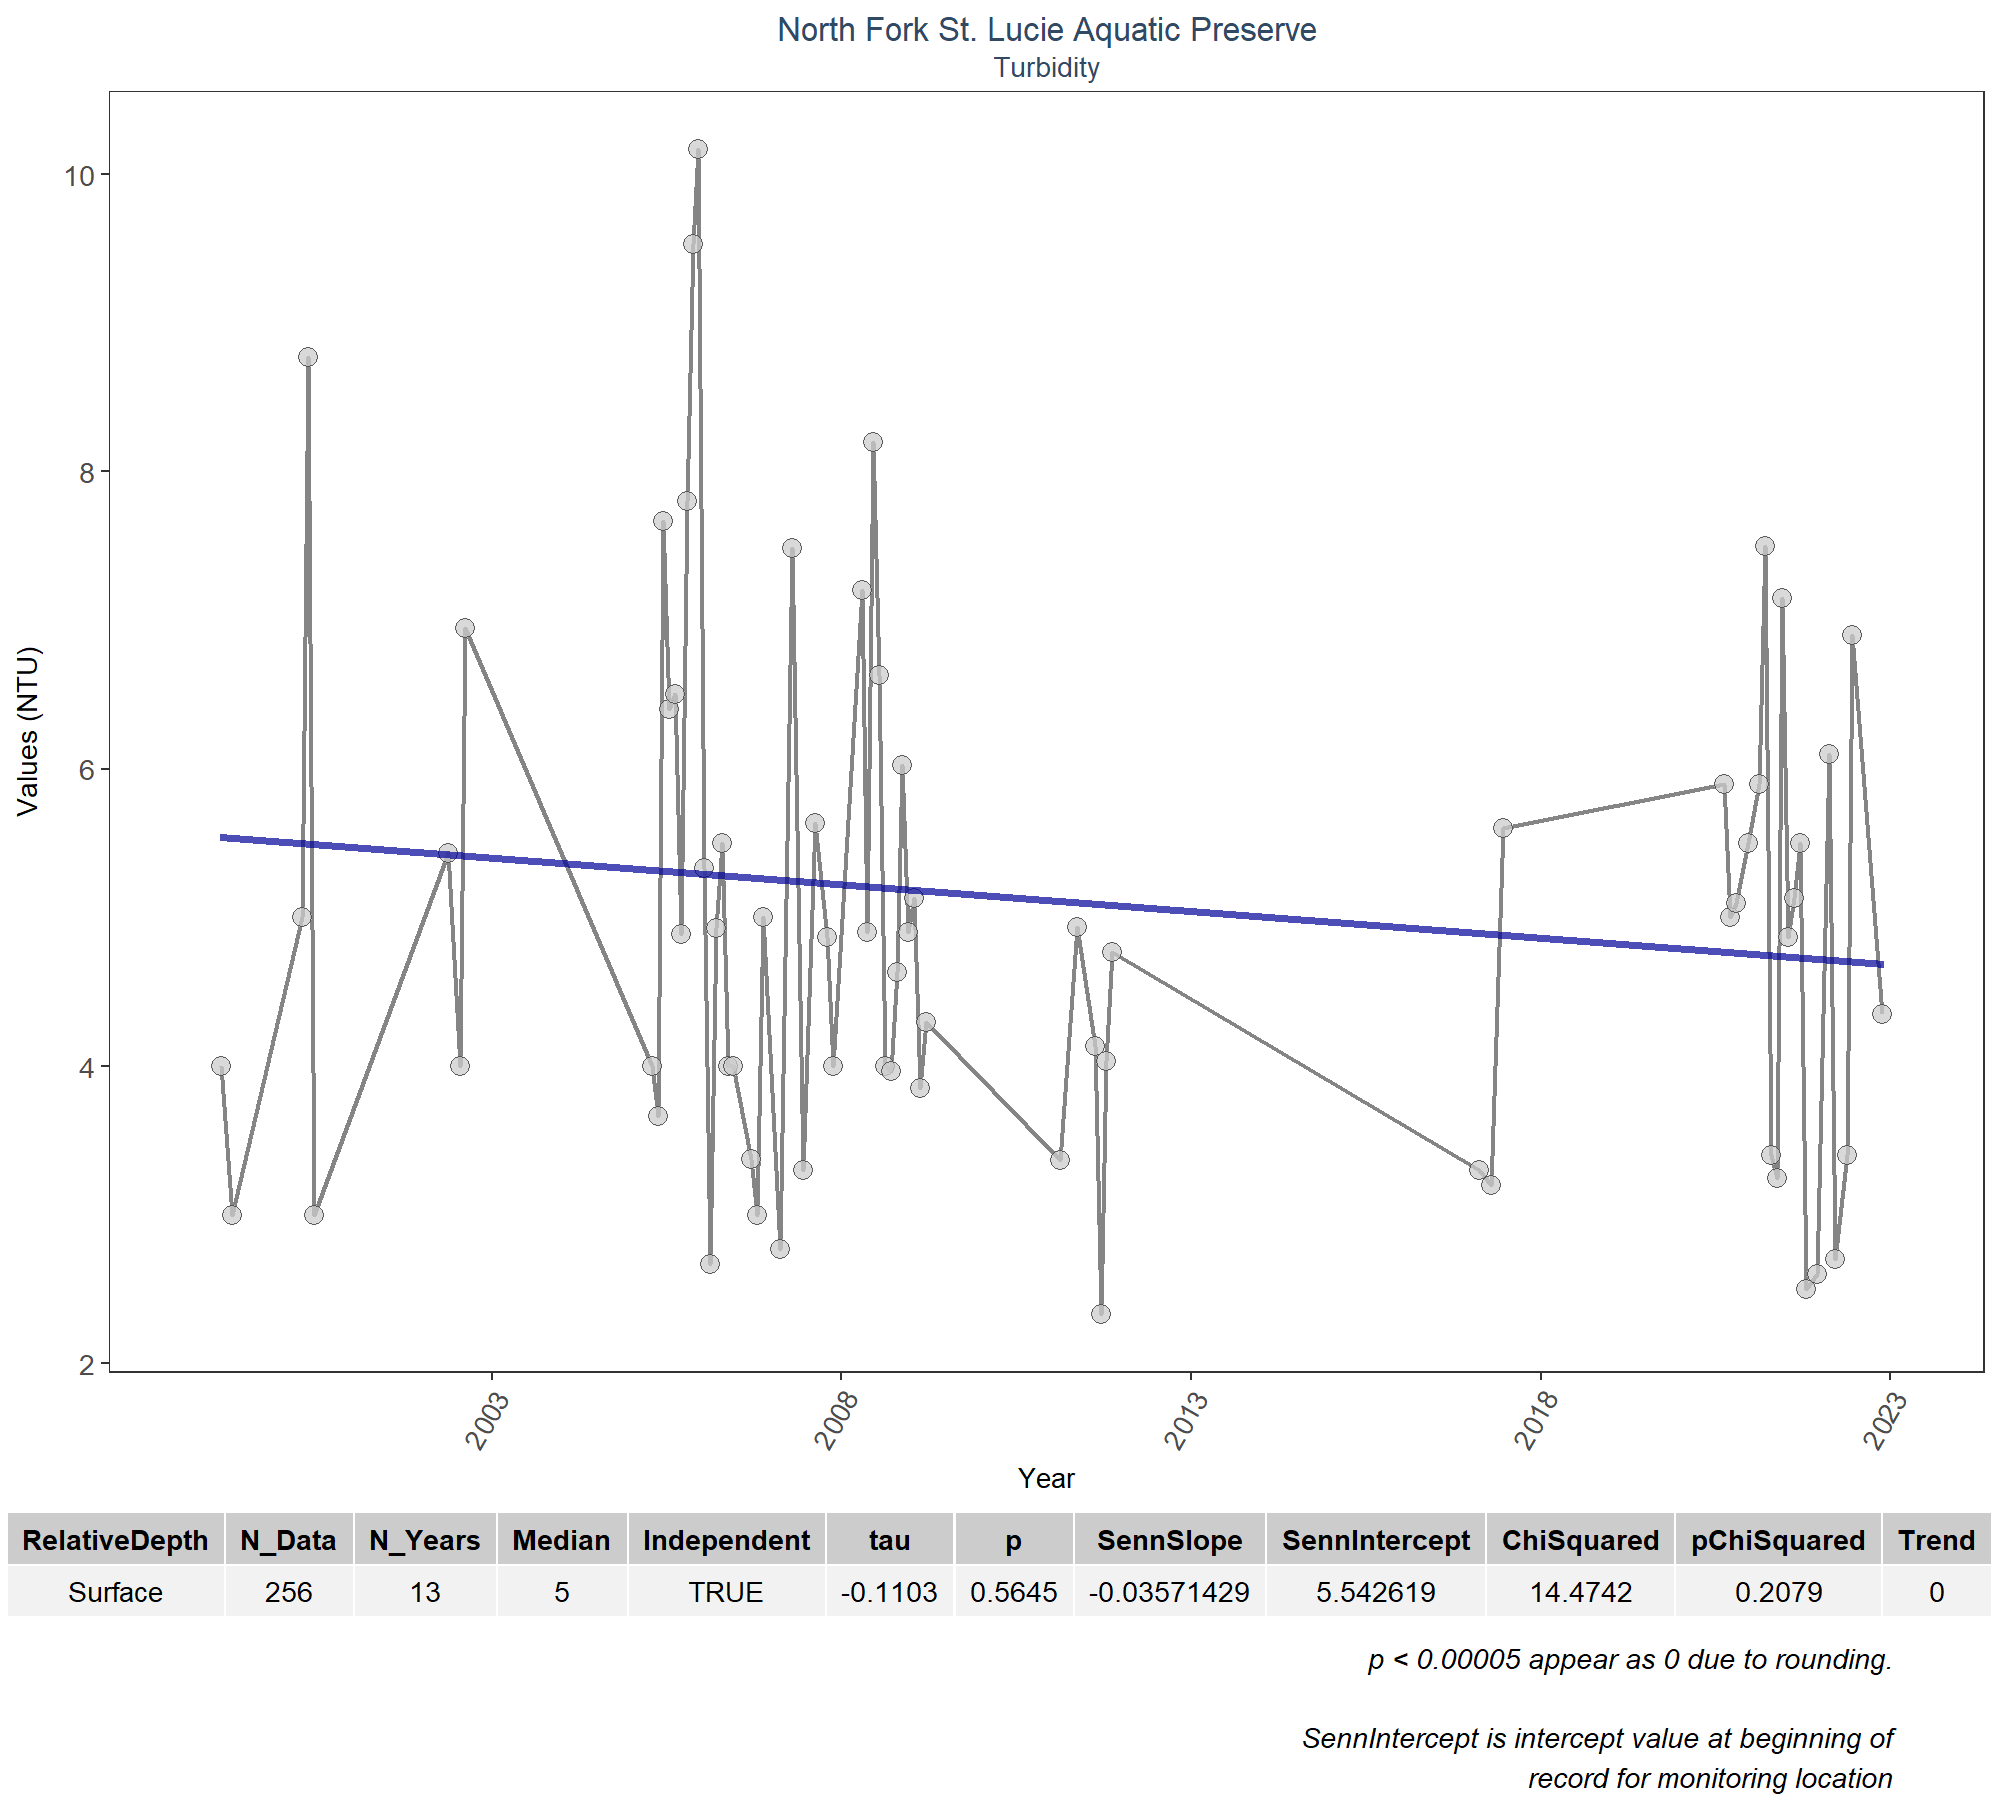 North Fork St. Lucie Aquatic Preserve
Turbidity
Values (NTU)
10
8
6
4
2
2003 2008 2013 2018 2023
Year
RelativeDepth N_Data N_Years Median Independent tau p SennSlope SennIntercept ChiSquared pChiSquared Trend
Surface 256 13 5 TRUE -0.1103 0.5645 -0.03571429 5.542619 14.4742 0.2079 0
p < 0.00005 appear as 0 due to rounding.
SennIntercept is intercept value at beginning of
record for monitoring location